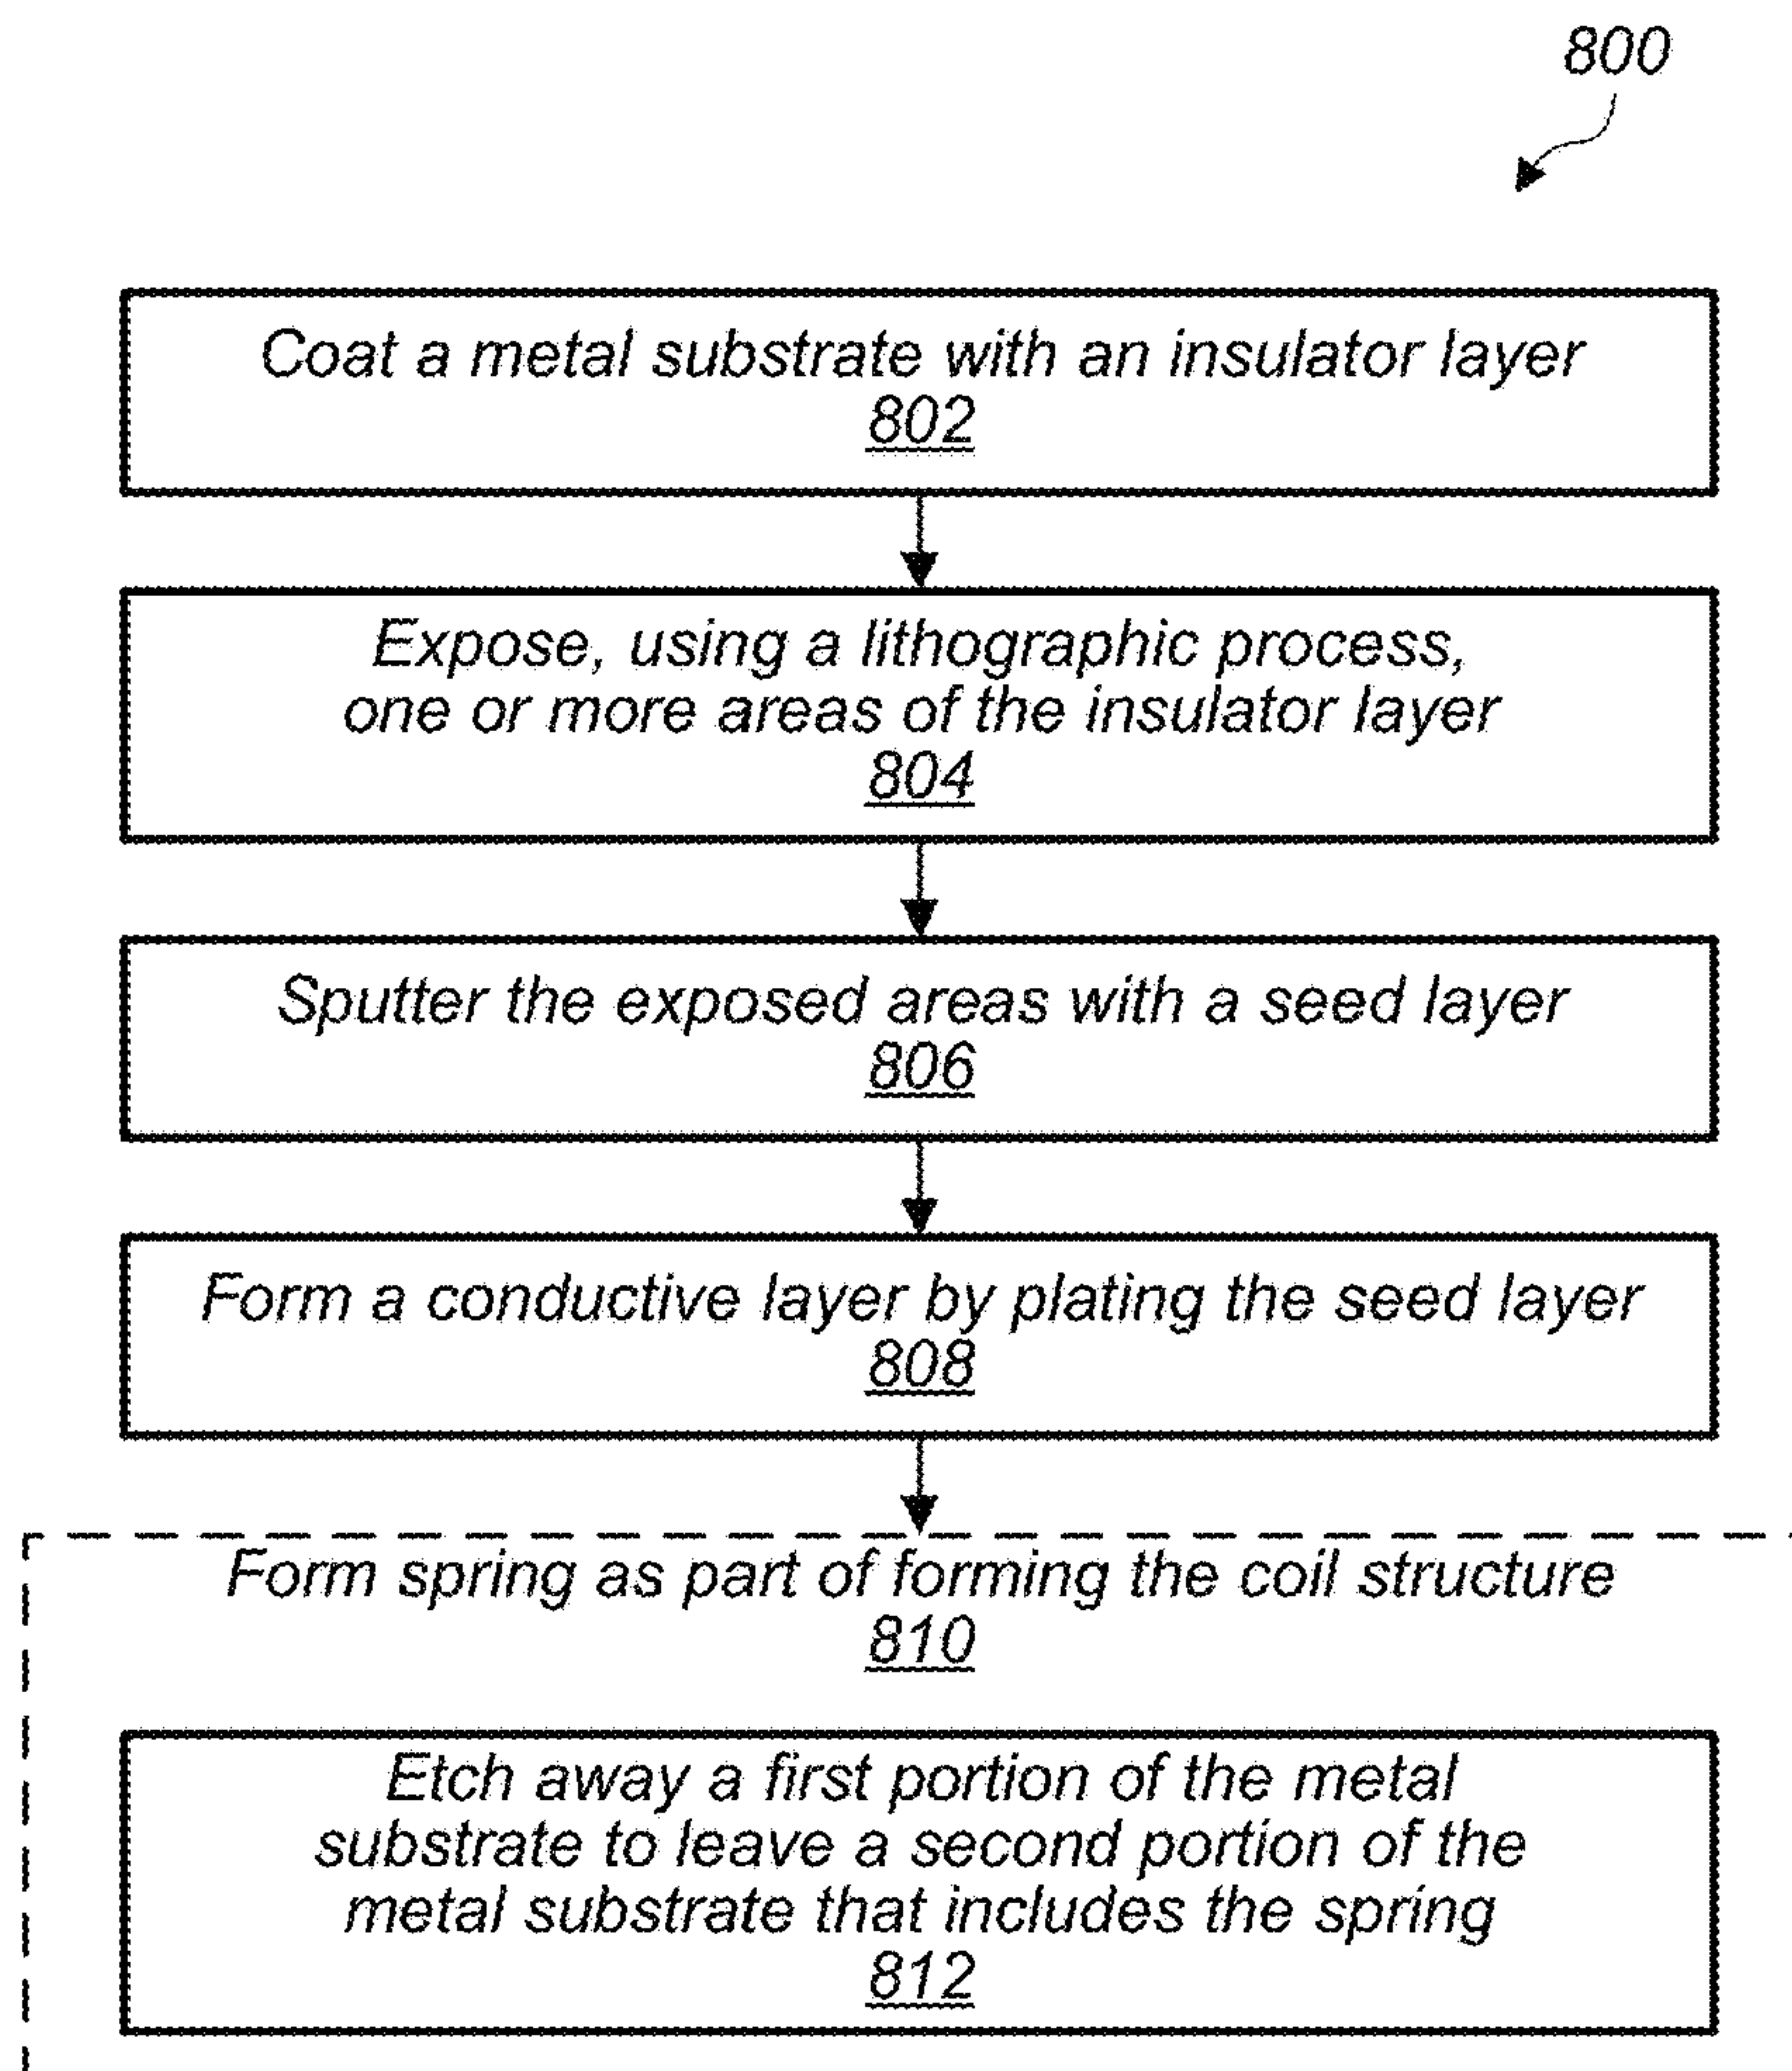 800
Coat a metal substrate with an insulator layer
802
Expose, using a lithographic process,
one or more areas of the insulator layer
804
Sputter the exposed areas with a seed layer
806
Form a conductive layer by plating the seed layer
808
Form spring as part of forming the coil structure
810
Etch away a first portion of the metal
substrate to leave a second portion of the
metal substrate that includes the spring
812